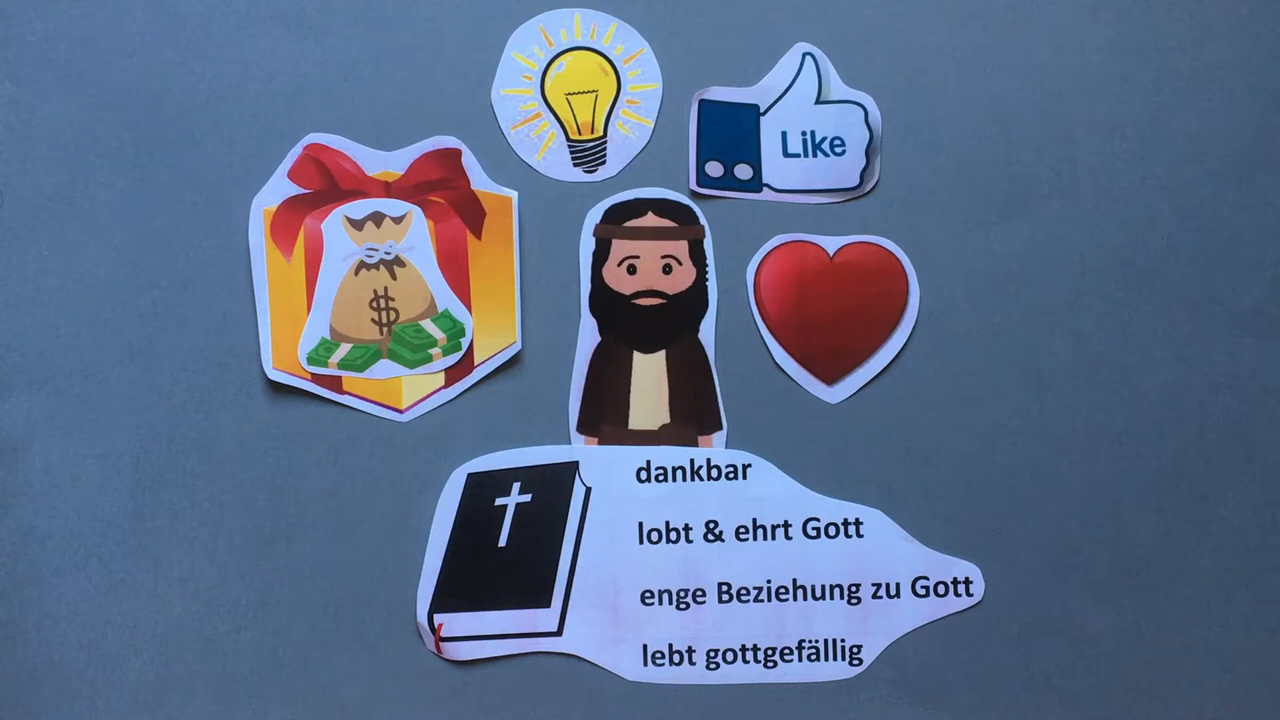 Like
$
dankbar
lobt & ehrt Gott
enge Beziehung zu Gott
lebt gottgefällig